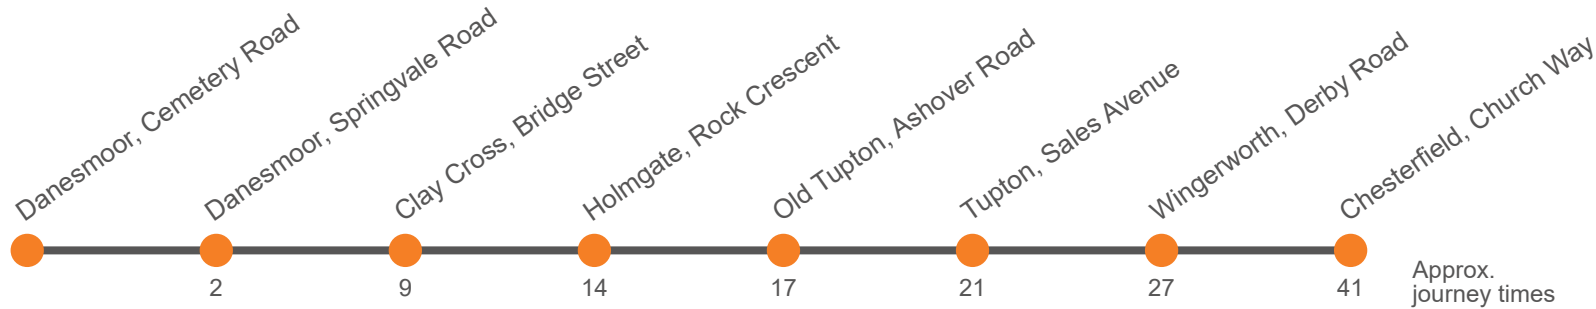 Danesmoor, Cemetery Road
Danesmoor, Springvale Road
Clay Cross, Bridge Street
Holmgate, Rock Crescent
Old Tupton, Ashover Road
Tupton, Sales Avenue
Wingerworth, Derby Road
Chesterfield, Church Way
2
9
14
17
21
27
41
Approx.
journey times